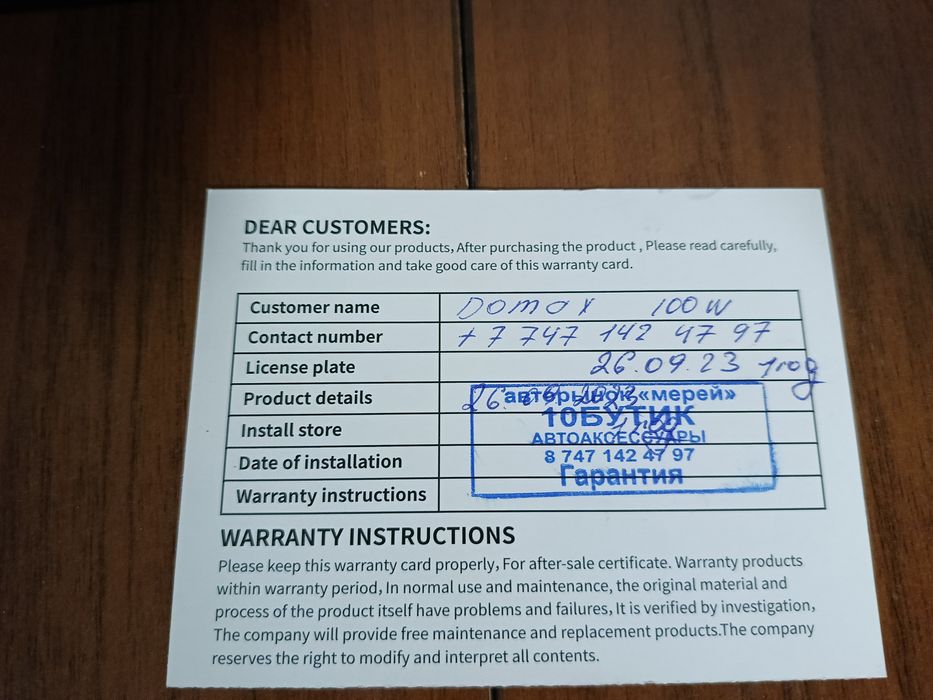 DEAR CUSTOMERS:
Thank you for using our products, After purchasing the product , Please read carefully,
fill in the information and take good care of this warranty card.
Customer name Domax 100W
Contact number +7 747 142 47 97
License plate 26.09.23 1год
Product details 26.09.2023
авторынок «мерей»
10БУТИК
Install store
АВТОАКСЕССУАРЫ
8 747 142 47 97
Date of installation
Гарантия
Warranty instructions
WARRANTY INSTRUCTIONS
Please keep this warranty card properly, For after-sale certificate. Warranty products
within warranty period, In normal use and maintenance, the original material and
process of the product itself have problems and failures, It is verified by investigation,
The company will provide free maintenance and replacement products.The company
reserves the right to modify and interpret all contents.